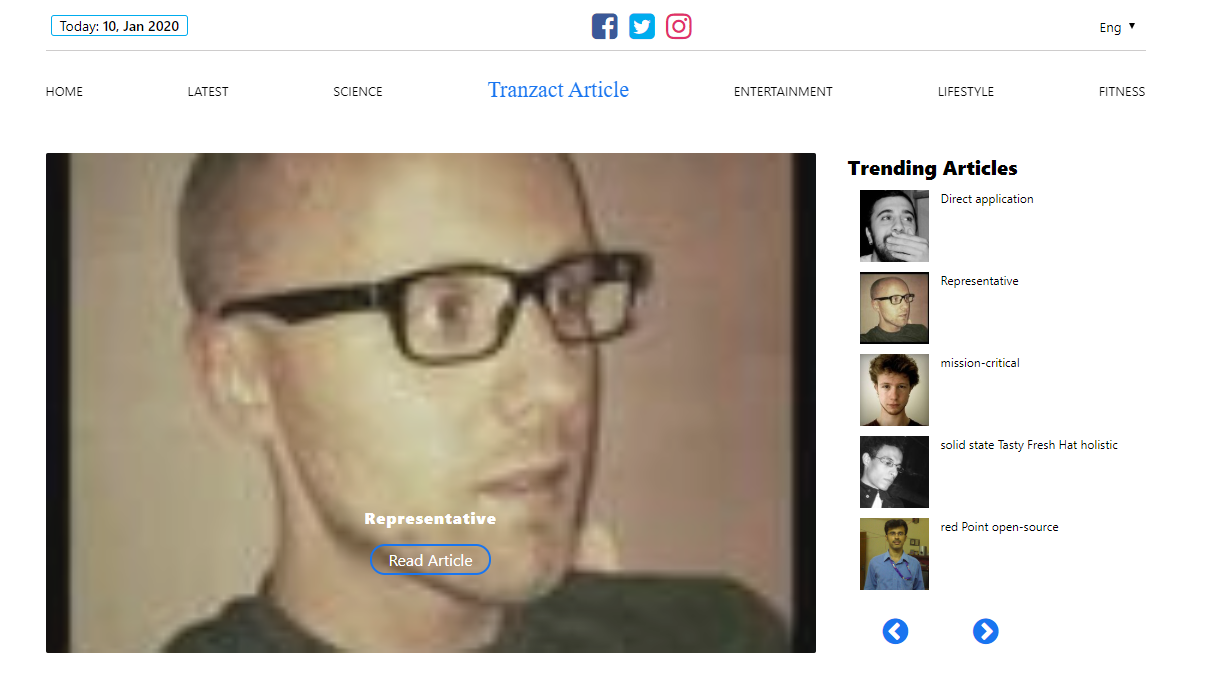 Today: 10, Jan 2020
Eng
HOME
LATEST
SCIENCE
Tranzact Article
ENTERTAINMENT
LIFESTYLE
FITNESS
Trending Articles
Direct application
Representative
mission-critical
solid state Tasty Fresh Hat holistic
red Point open-source
Representative
Read Article